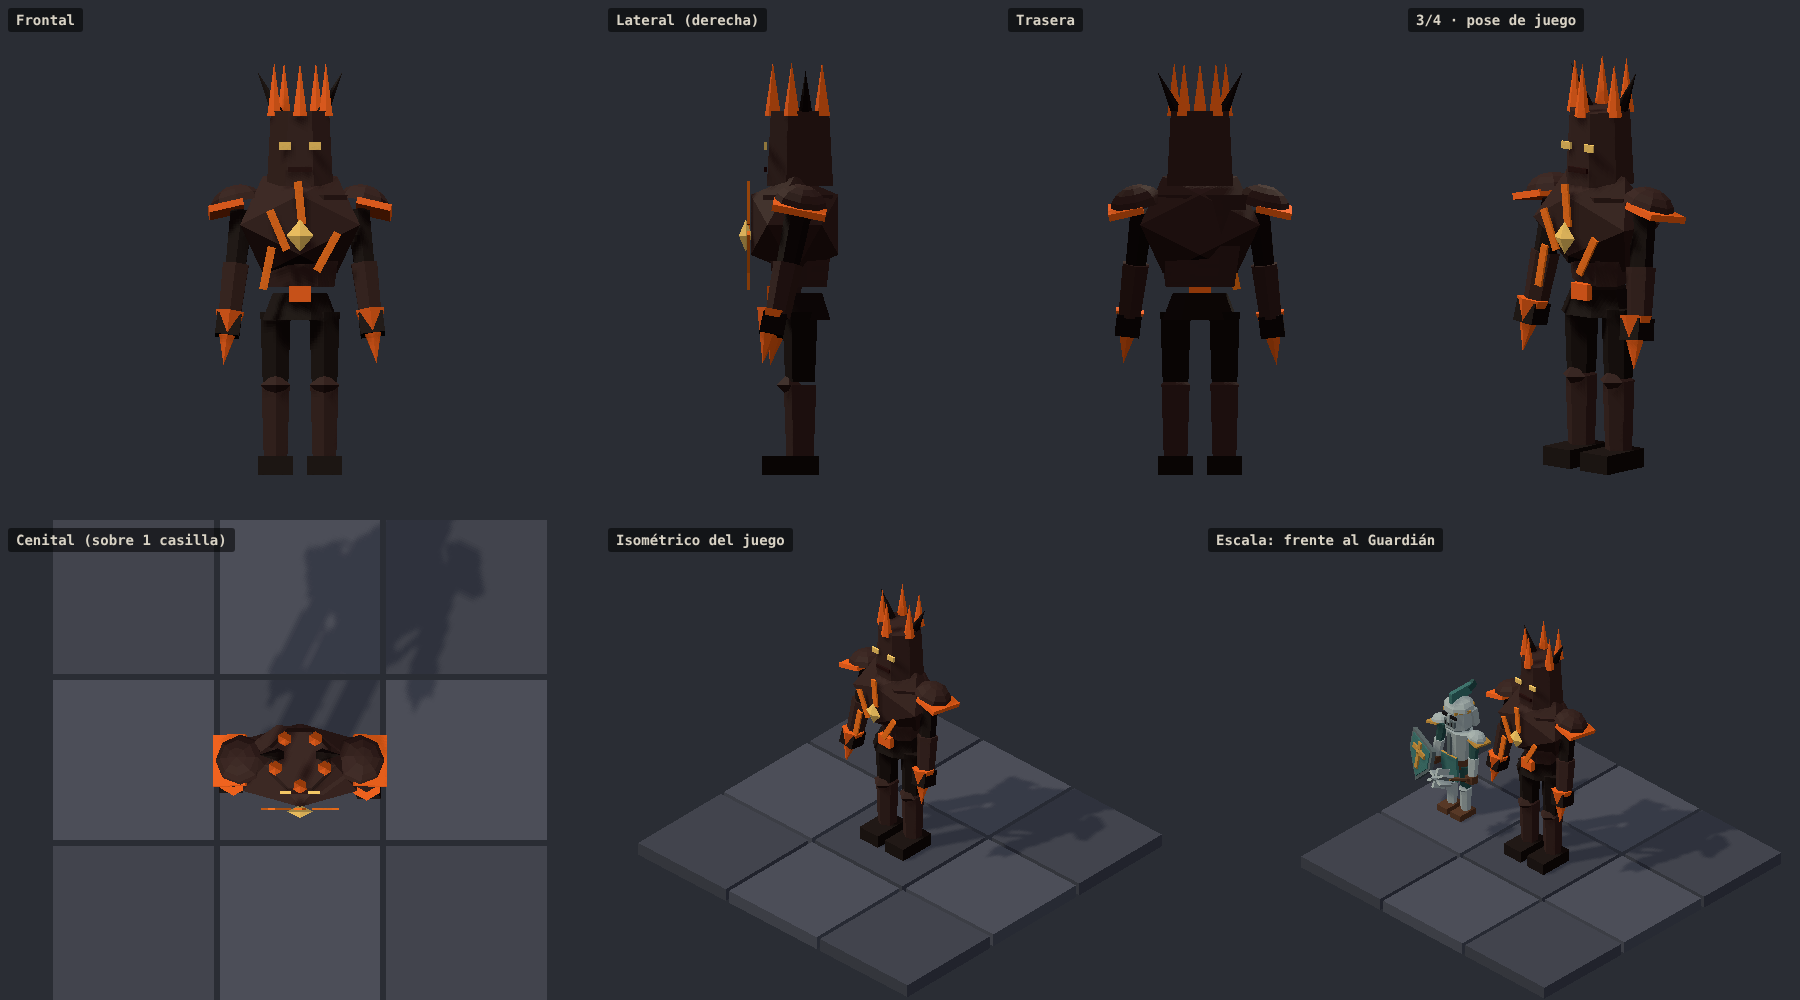 Frontal
Lateral (derecha)
Trasera
3/4 · pose de juego
Cenital (sobre 1 casilla)
Isométrico del juego
Escala: frente al Guardián